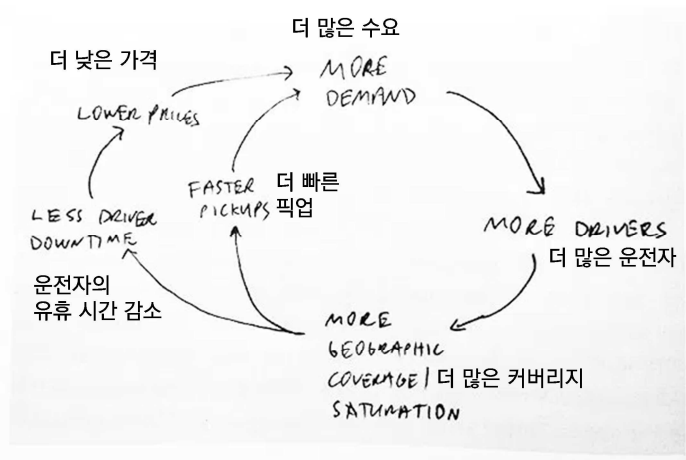 더 많은 수요
MORE
DEMAND
더 낮은 가격
LOWER PRICES
FASTER
PICKUPS
더 빠른
픽업
LESS DRIVER
DOWNTIME
운전자의
유휴 시간 감소
MORE DRIVERS
더 많은 운전자
MORE
GEOGRAPHIC
COVERAGE/ 더 많은 커버리지
SATURATION